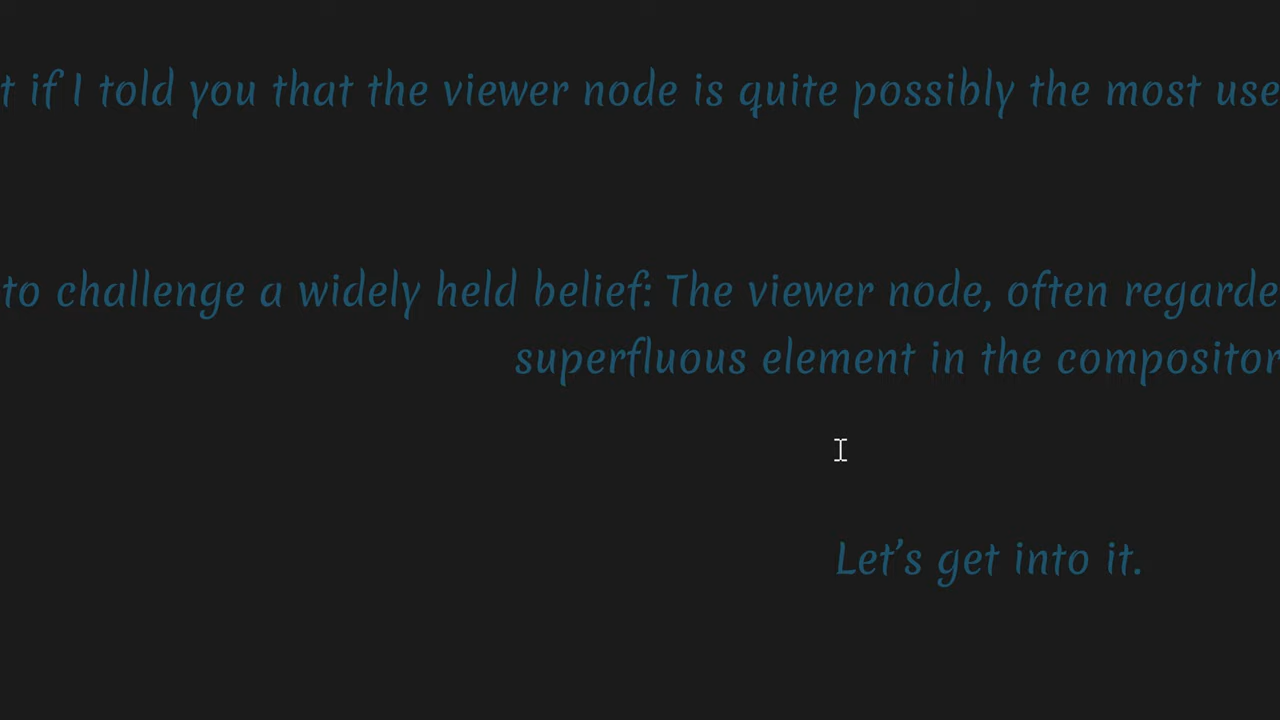 t if I told you that the viewer node is quite possibly the most use
to challenge a widely held belief: The viewer node, often regarde
superfluous element in the compositor
Let’s get into it.